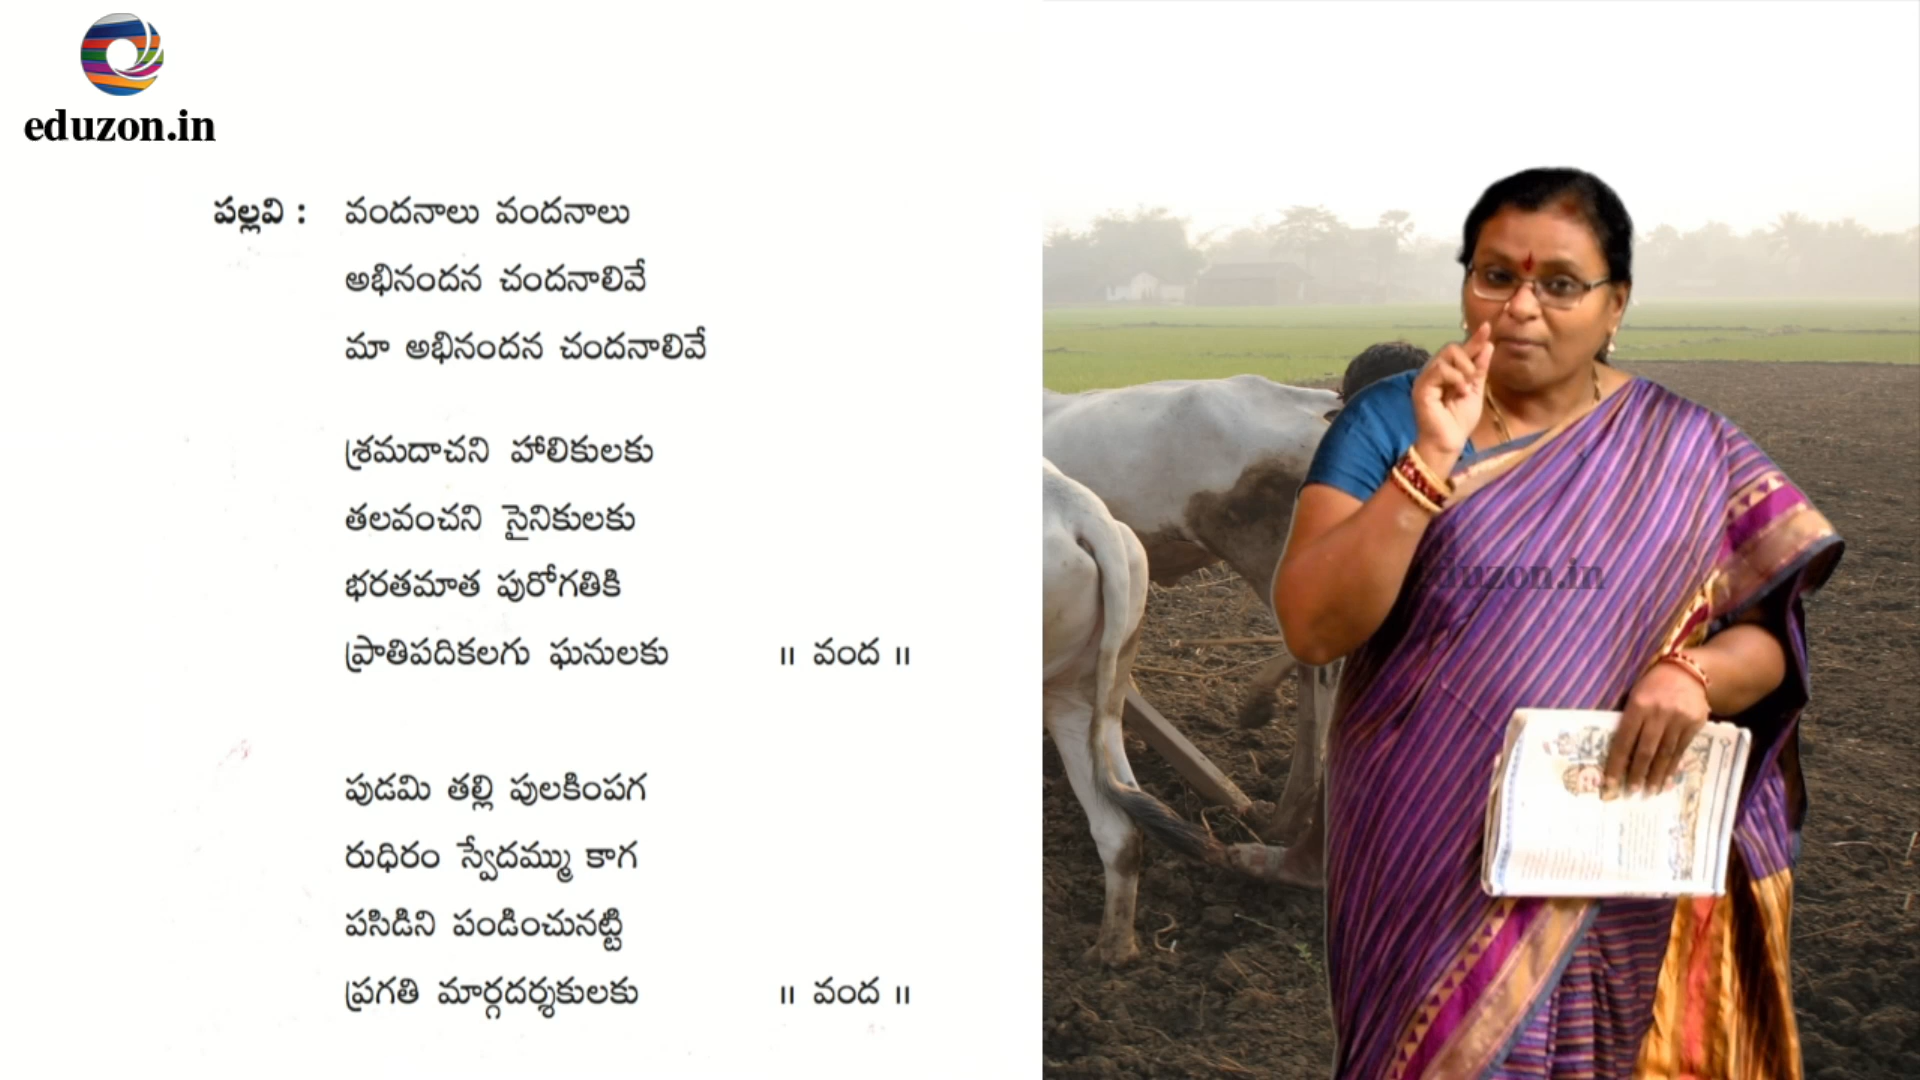 eduzon.in
పల్లవి : వందనాలు వందనాలు
అభినందన చందనాలివే
మా అభినందన చందనాలివే
శ్రమదాచని హాలికులకు
తలవంచని సైనికులకు
భరతమాత పురోగతికి
ప్రాతిపదికలగు ఘనులకు ॥ వంద ॥
పుడమి తల్లి పులకింపగ
రుధిరం స్వేదమ్ము కాగ
పసిడిని పండించునట్టి
ప్రగతి మార్గదర్శకులకు ॥ వంద ॥
eduzon.in